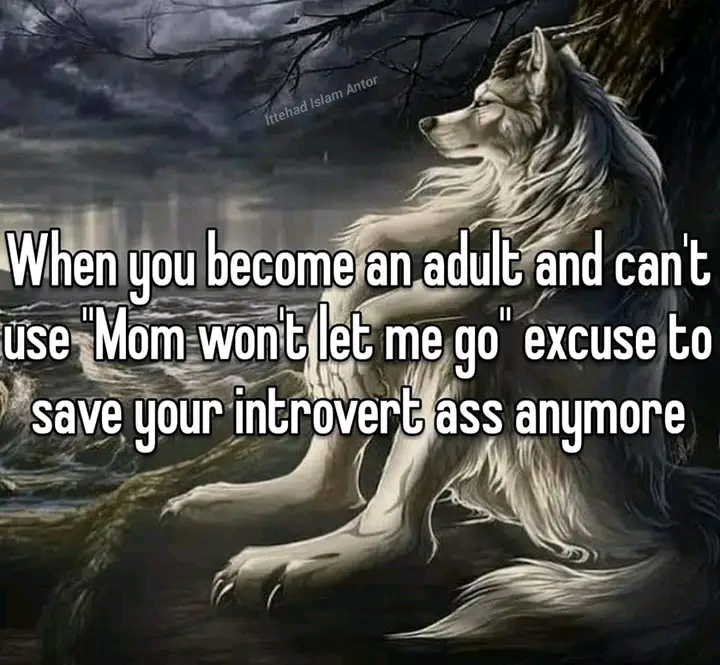 Ittehad Islam Antor
When you become an adult and can't
use "Mom won't let me go" excuse to
save your introvert ass anymore